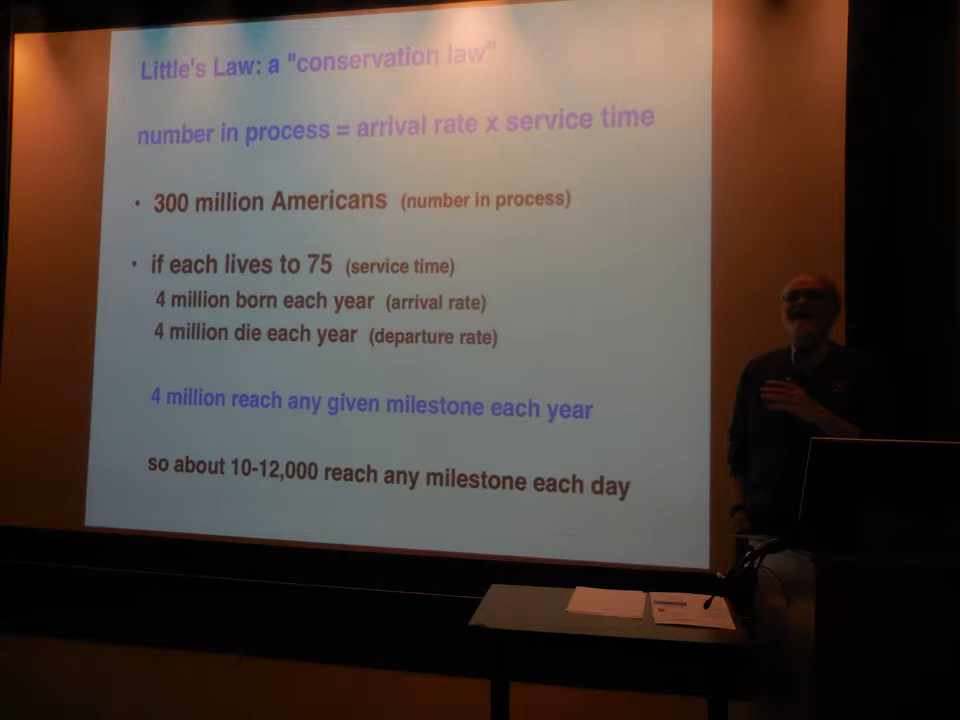 Little's Law: a "conservation law"
number in process = arrival rate x service time
• 300 million Americans (number in process)
• if each lives to 75 (service time)
4 million born each year (arrival rate)
4 million die each year (departure rate)
4 million reach any given milestone each year
so about 10-12,000 reach any milestone each day